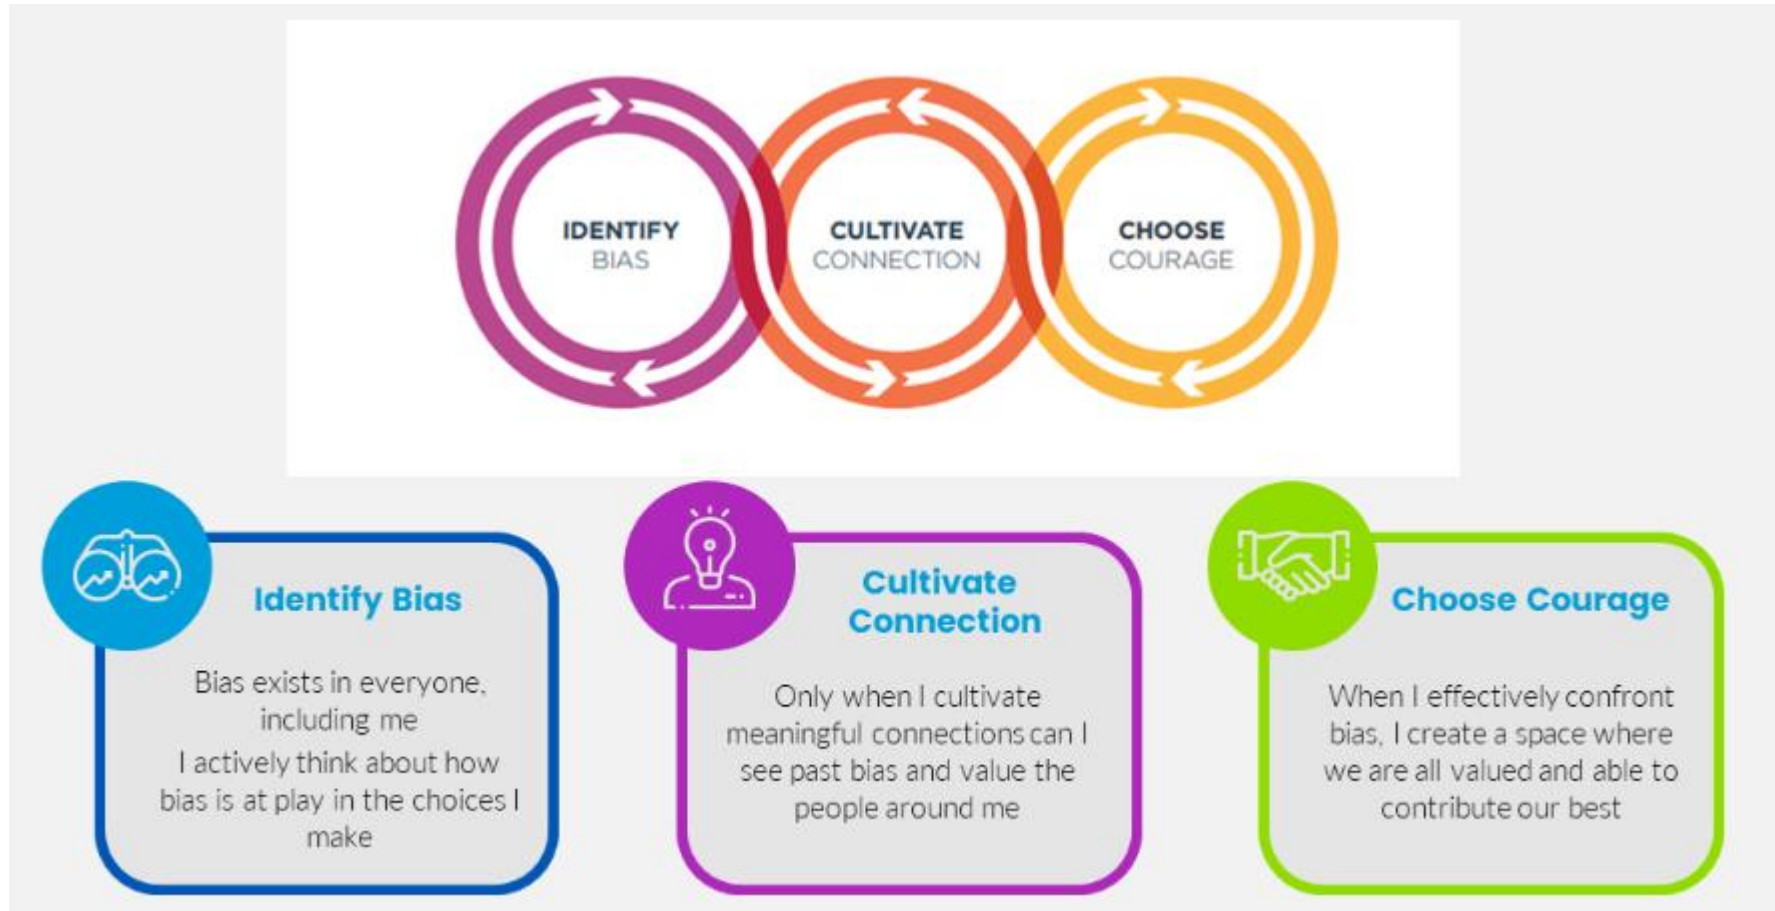 IDENTIFY
BIAS
CULTIVATE
CONNECTION
CHOOSE
COURAGE
Identify Bias
Bias exists in everyone,
including me
I actively think about how
bias is at play in the choices I
make
Cultivate
Connection
Only when I cultivate
meaningful connections can I
see past bias and value the
people around me
Choose Courage
When I effectively confront
bias, I create a space where
we are all valued and able to
contribute our best